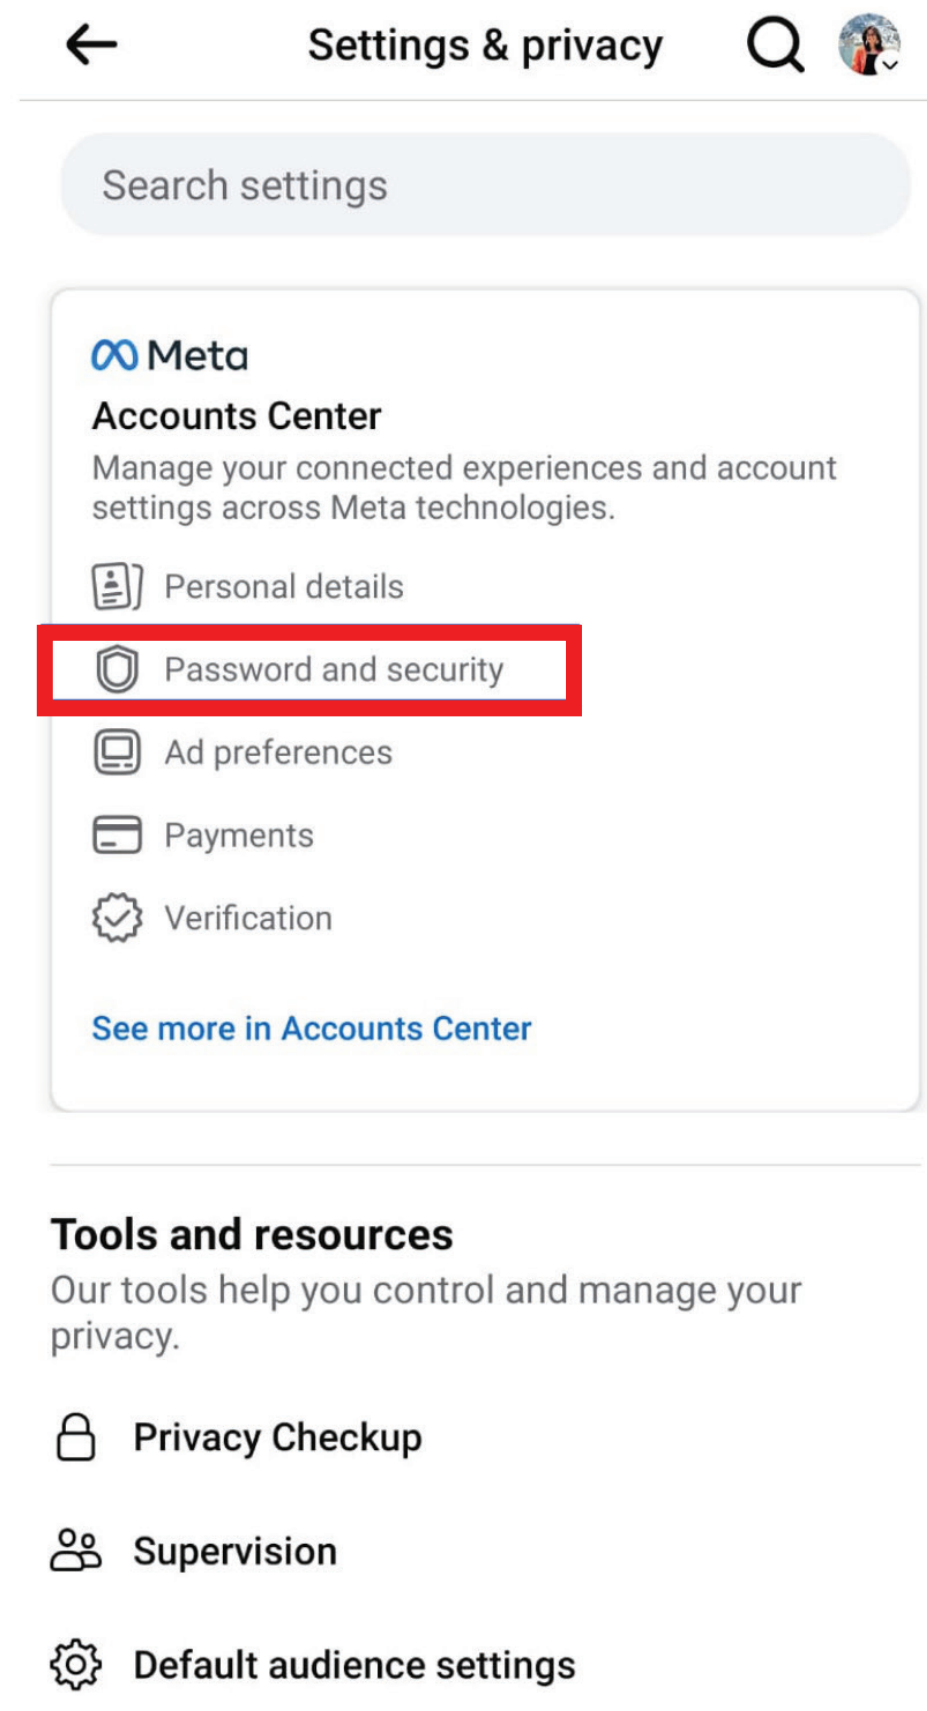 Settings & privacy
Search settings
Meta
Accounts Center
Manage your connected experiences and account
settings across Meta technologies.
Personal details
Password and security
Ad preferences
Payments
Verification
See more in Accounts Center
Tools and resources
Our tools help you control and manage your
privacy.
Privacy Checkup
Supervision
Default audience settings